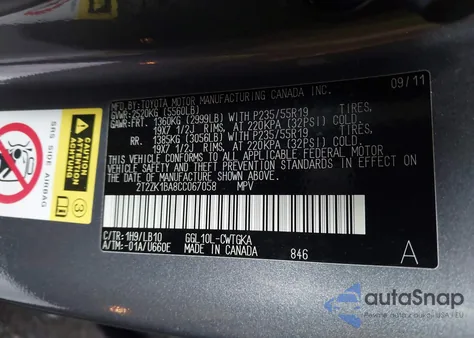 09/11
MFD.BY:TOYOTA MOTOR MANUFACTURING CANADA INC.
GVWR:2520KG (5560LB)
GAWR:FRT. 1360KG (2999LB) WITH P235/55R19 TIRES,
19X7 1/2J RIMS, AT 220KPA (32PSI) COLD
RR. 1385KG (3056LB) WITH P235/55R19 TIRES,
19X7 1/2J RIMS, AT 220KPA (32PSI) COLD
THIS VEHICLE CONFORMS TO ALL APPLICABLE FEDERAL MOTOR
VEHICLE SAFETY AND THEFT PREVENTION STANDARDS IN EFFECT
ON THE DATE OF MANUFACTURE SHOWN ABOVE.
2T2ZK1BA8CC067058 MPV
C/TR: 1H9/LB10 GGL10L-CWTGKA
A/TM:-01A/U660E MADE IN CANADA 846 A
SRS SIDE AIRBAG
ATTENTION
autoSnap